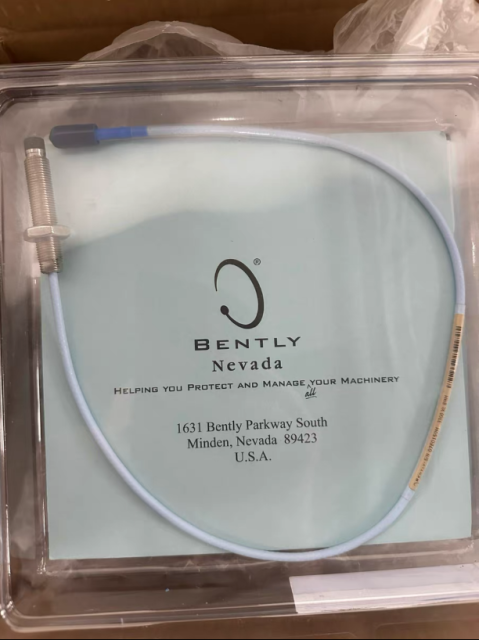 ®
BENTLY
Nevada
HELPING YOU PROTECT AND MANAGE YOUR MACHINERY
all
1631 Bently Parkway South
Minden, Nevada 89423
U.S.A.